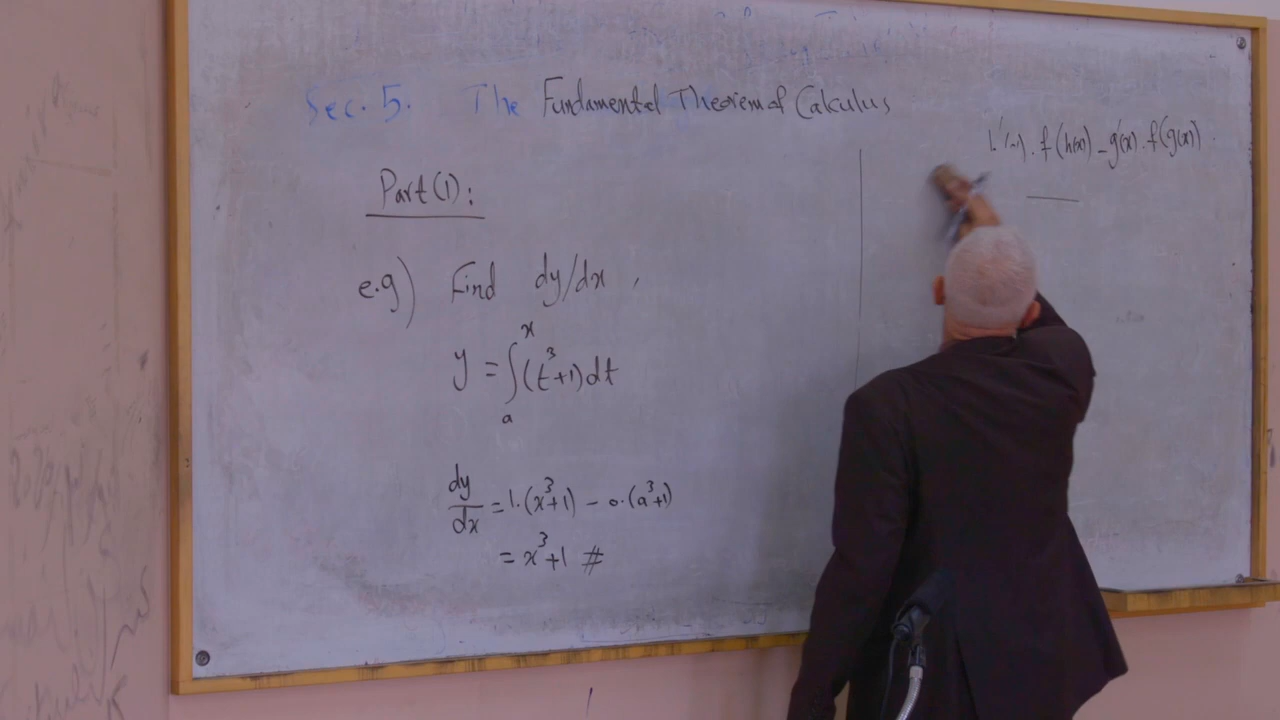 Sec. 5. The Fundamental Theorem of Calculus
Part(1):
e.g) Find dy/dx,
y = ∫ₐˣ (t³+1) dt
dy/dx = 1.(x³+1) - 0.(a³+1)
= x³+1 #
. f(h(x)) - g'(x). f(g(x)).